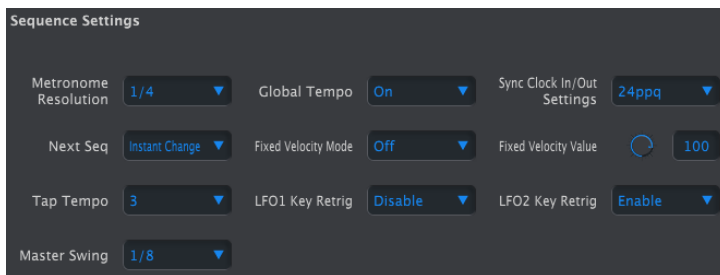 Sequence Settings
Metronome
Resolution
1/4
Global Tempo
On
Sync Clock In/Out
Settings
24ppq
Next Seq
Instant Change
Fixed Velocity Mode
Off
Fixed Velocity Value
100
Tap Tempo
3
LFO1 Key Retrig
Disable
LFO2 Key Retrig
Enable
Master Swing
1/8